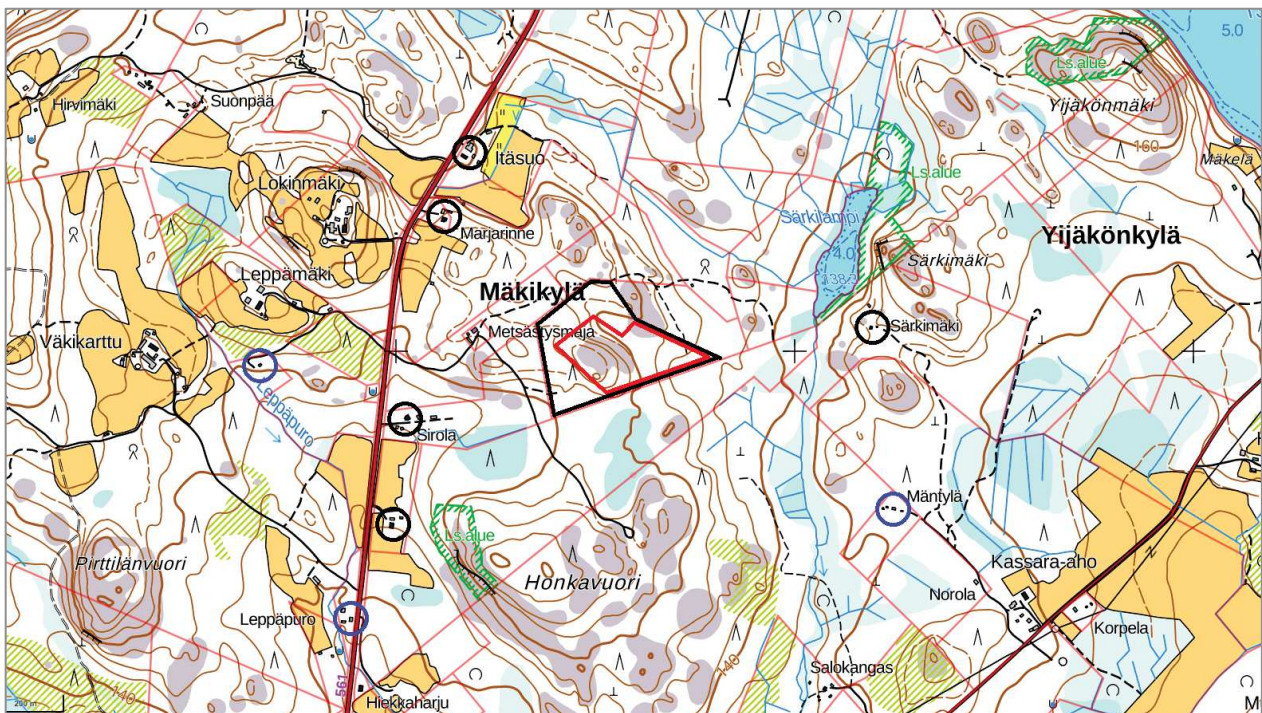 5.0
Ls.alue
Hirvimäki
Suonpää
Yijäkönmäki
160
Itäsuo
Mäkelä
Ls.alue
Lokinmäki
Särkilampi
Marjarinne
Yijäkönkylä
4.0
Särkimäki
Leppämäki
138.3
Mäkikylä
Väkikarttu
Metsästysmaja
Särkimäki
Leppäpuro
Sirola
Mäntylä
Ls.alue
Pirttilänvuori
Honkavuori
Kassara-aho
Norola
Leppäpuro
Korpela
140
Salokangas
140
561
200 m
Hiekkaharju
M